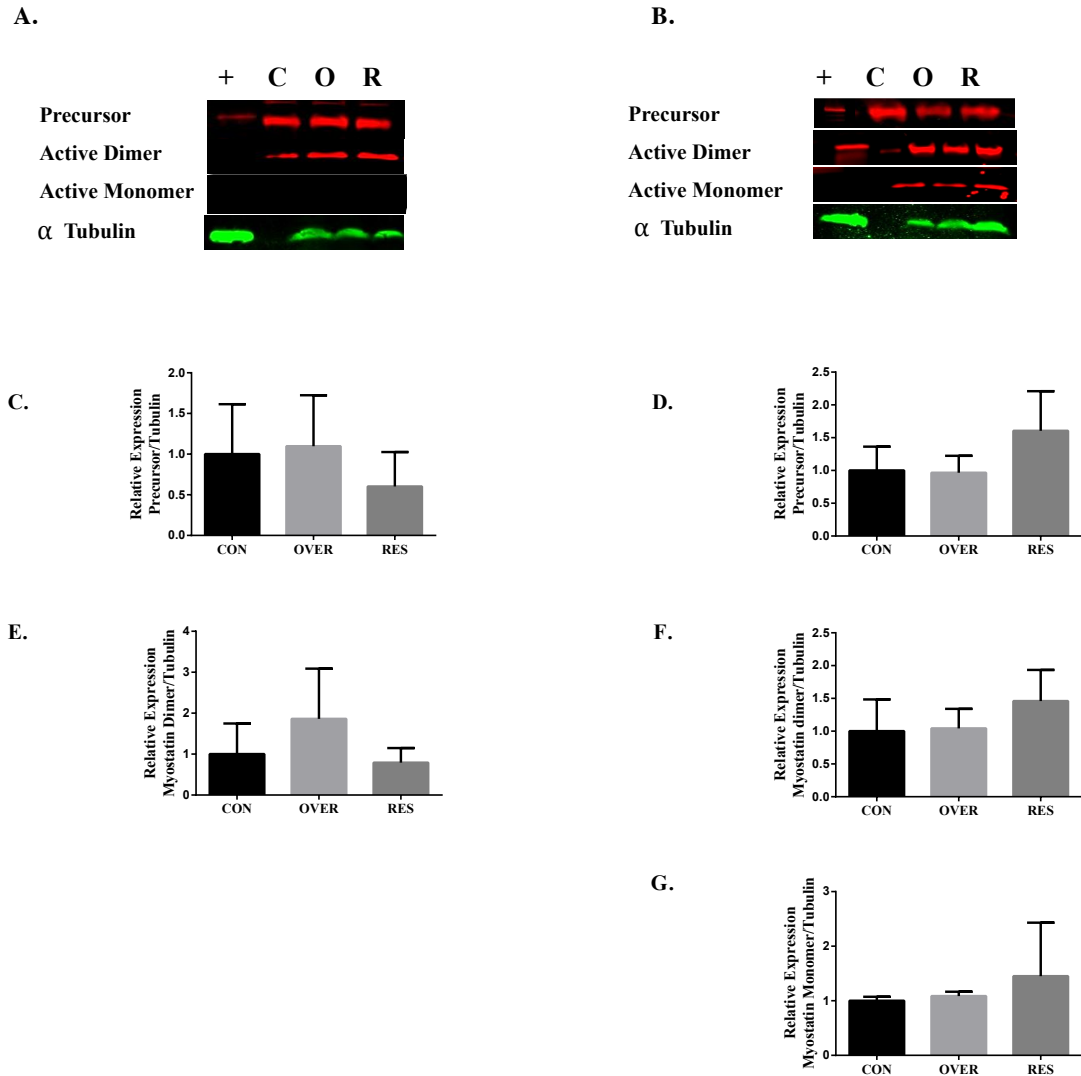 A.
+ C O R
Precursor
Active Dimer
Active Monomer
α Tubulin
B.
+ C O R
Precursor
Active Dimer
Active Monomer
α Tubulin
C.
Relative Expression
Precursor/Tubulin
2.0
1.5
1.0
0.5
0.0
CON OVER RES
D.
Relative Expression
Precursor/Tubulin
2.5
2.0
1.5
1.0
0.5
0.0
CON OVER RES
E.
Relative Expression
Myostatin Dimer/Tubulin
4
3
2
1
0
CON OVER RES
F.
Relative Expression
Myostatin dimer/Tubulin
2.5
2.0
1.5
1.0
0.5
0.0
CON OVER RES
G.
Relative Expression
Myostatin Monomer/Tubulin
3
2
1
0
CON OVER RES